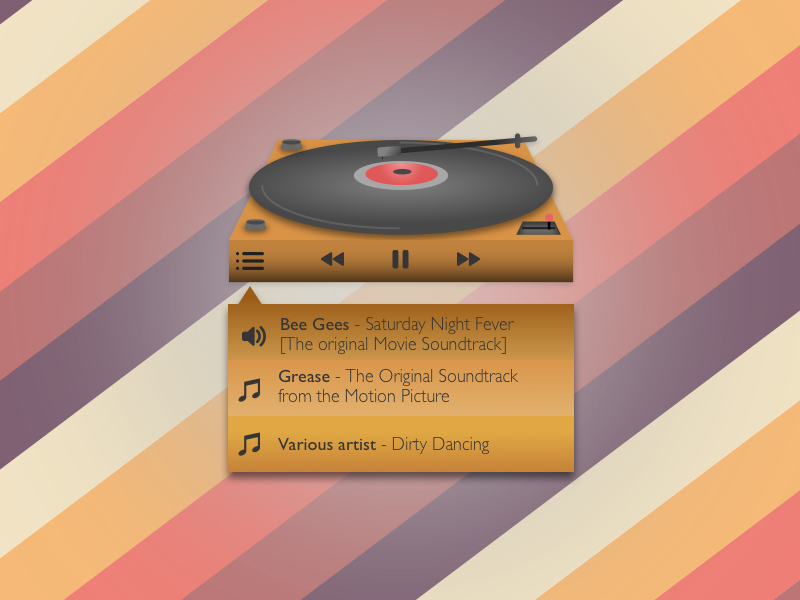 Bee Gees - Saturday Night Fever
[The original Movie Soundtrack]
Grease - The Original Soundtrack
from the Motion Picture
Various artist - Dirty Dancing